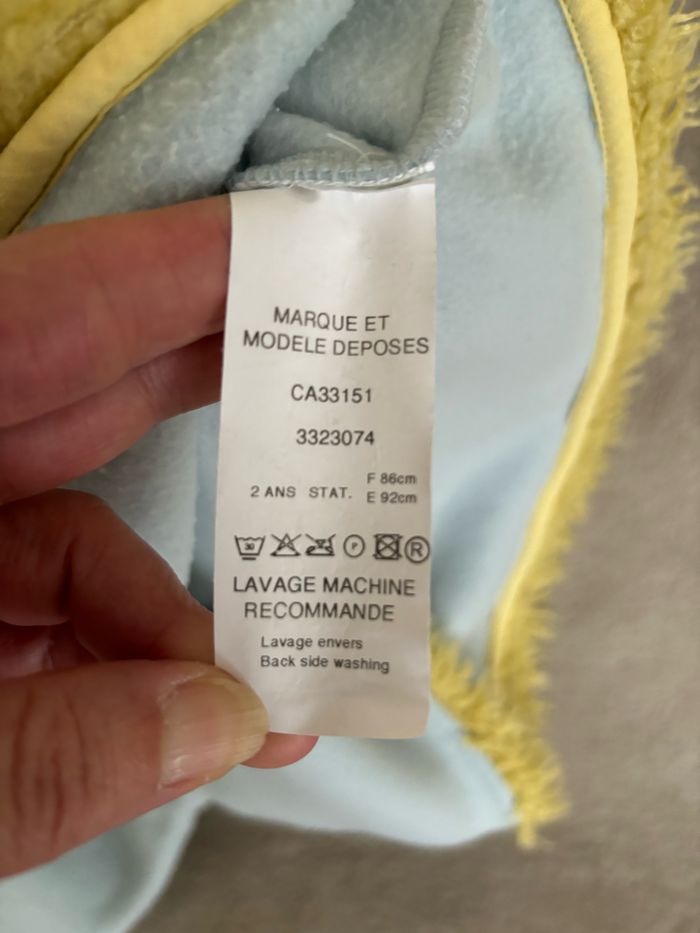 MARQUE ET
MODELE DEPOSES
CA33151
3323074
2 ANS STAT. F 86cm
E 92cm
30 P ®
LAVAGE MACHINE
RECOMMANDE
Lavage envers
Back side washing